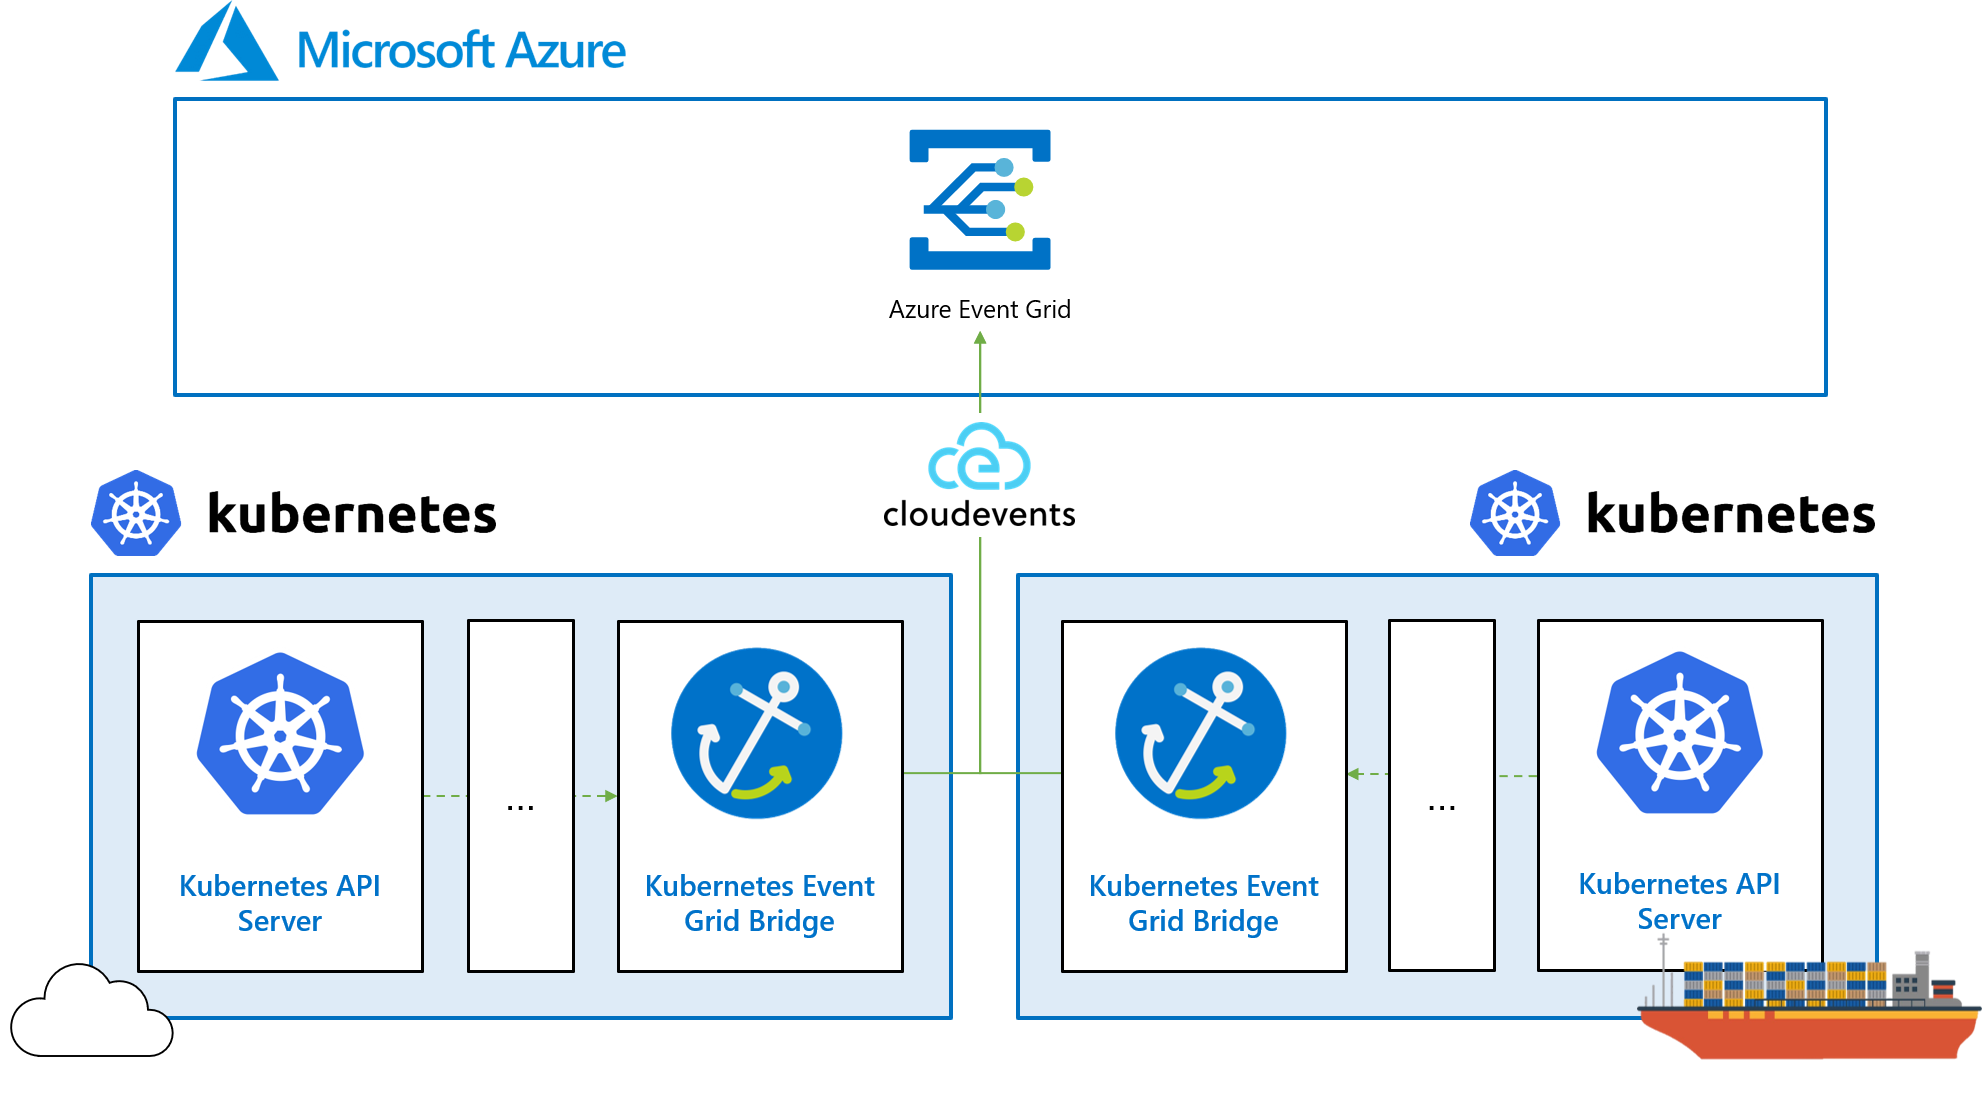 Microsoft Azure
Azure Event Grid
cloudevents
kubernetes
kubernetes
Kubernetes API
Server
...
Kubernetes Event
Grid Bridge
Kubernetes Event
Grid Bridge
...
Kubernetes API
Server